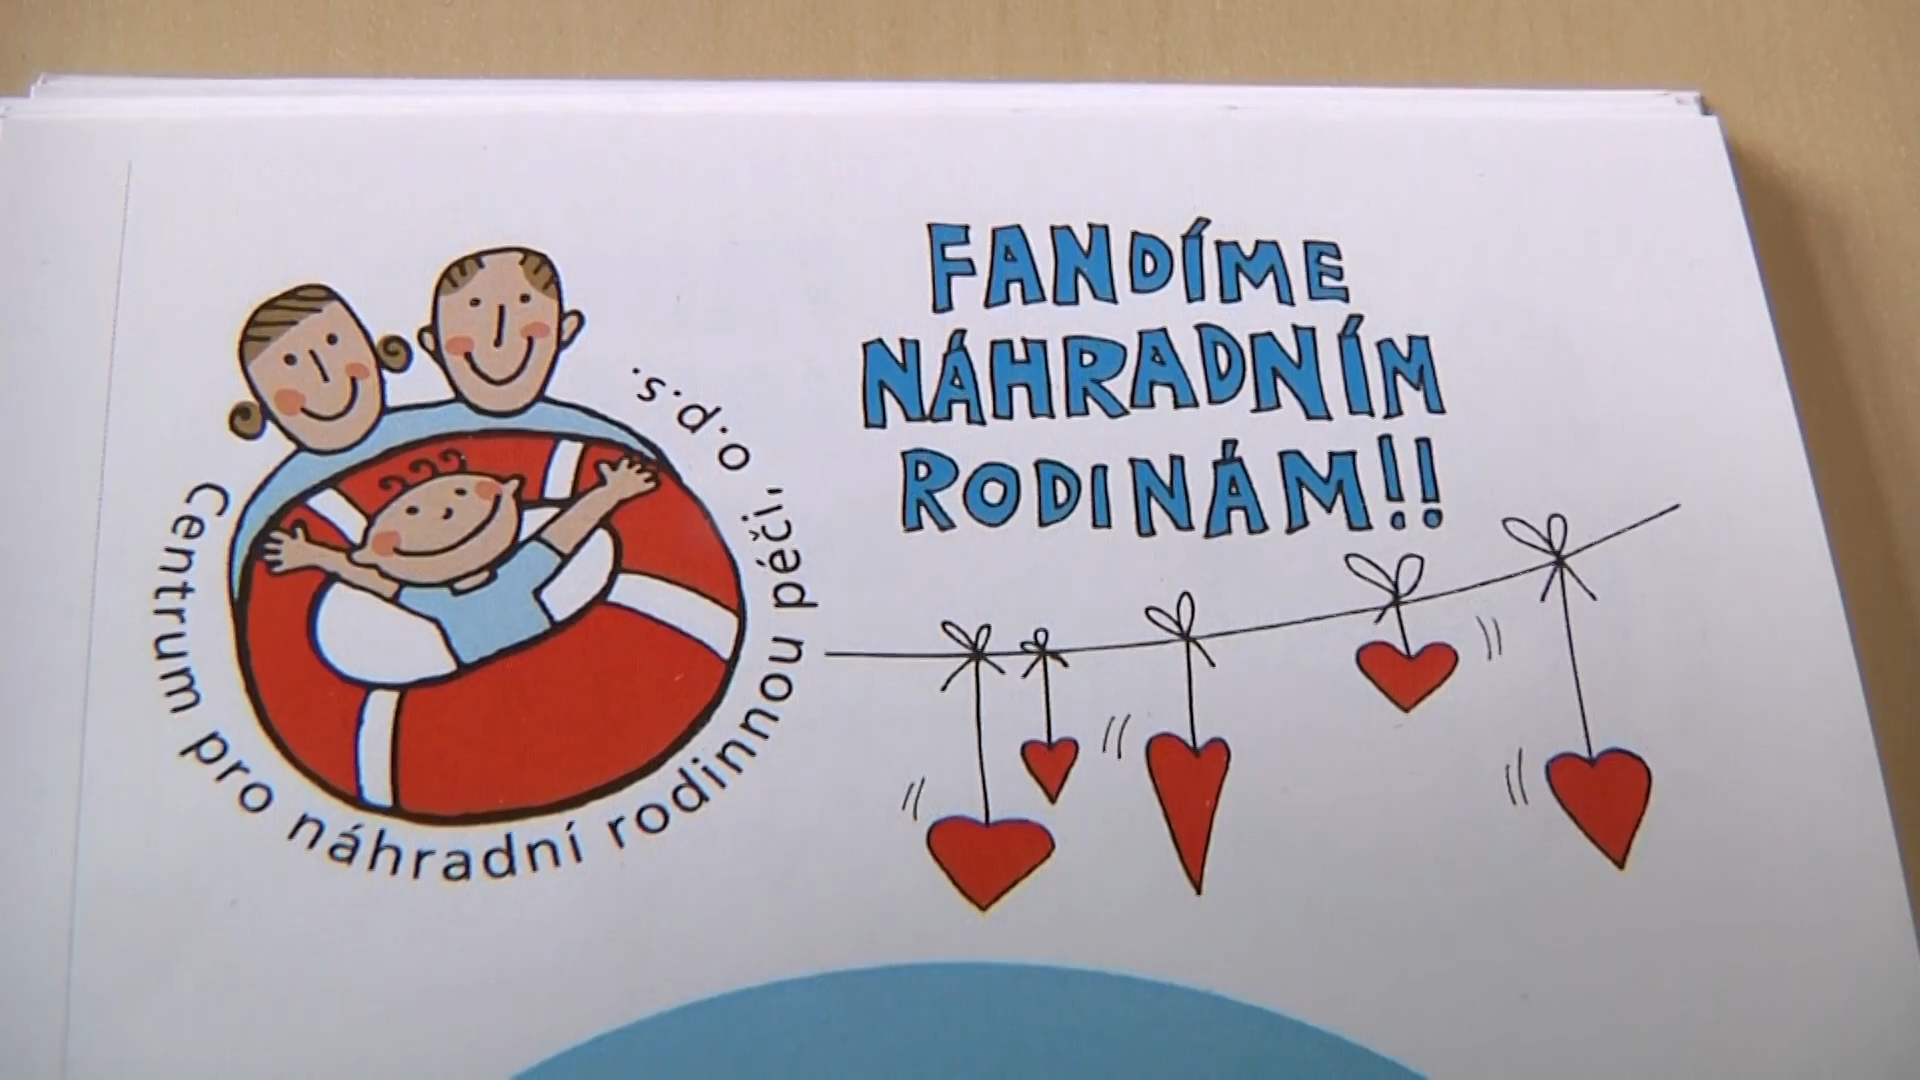 Centrum pro náhradní rodinnou péči, o.p.s.
FANDÍME
NÁHRADNÍM
RODINÁM!!